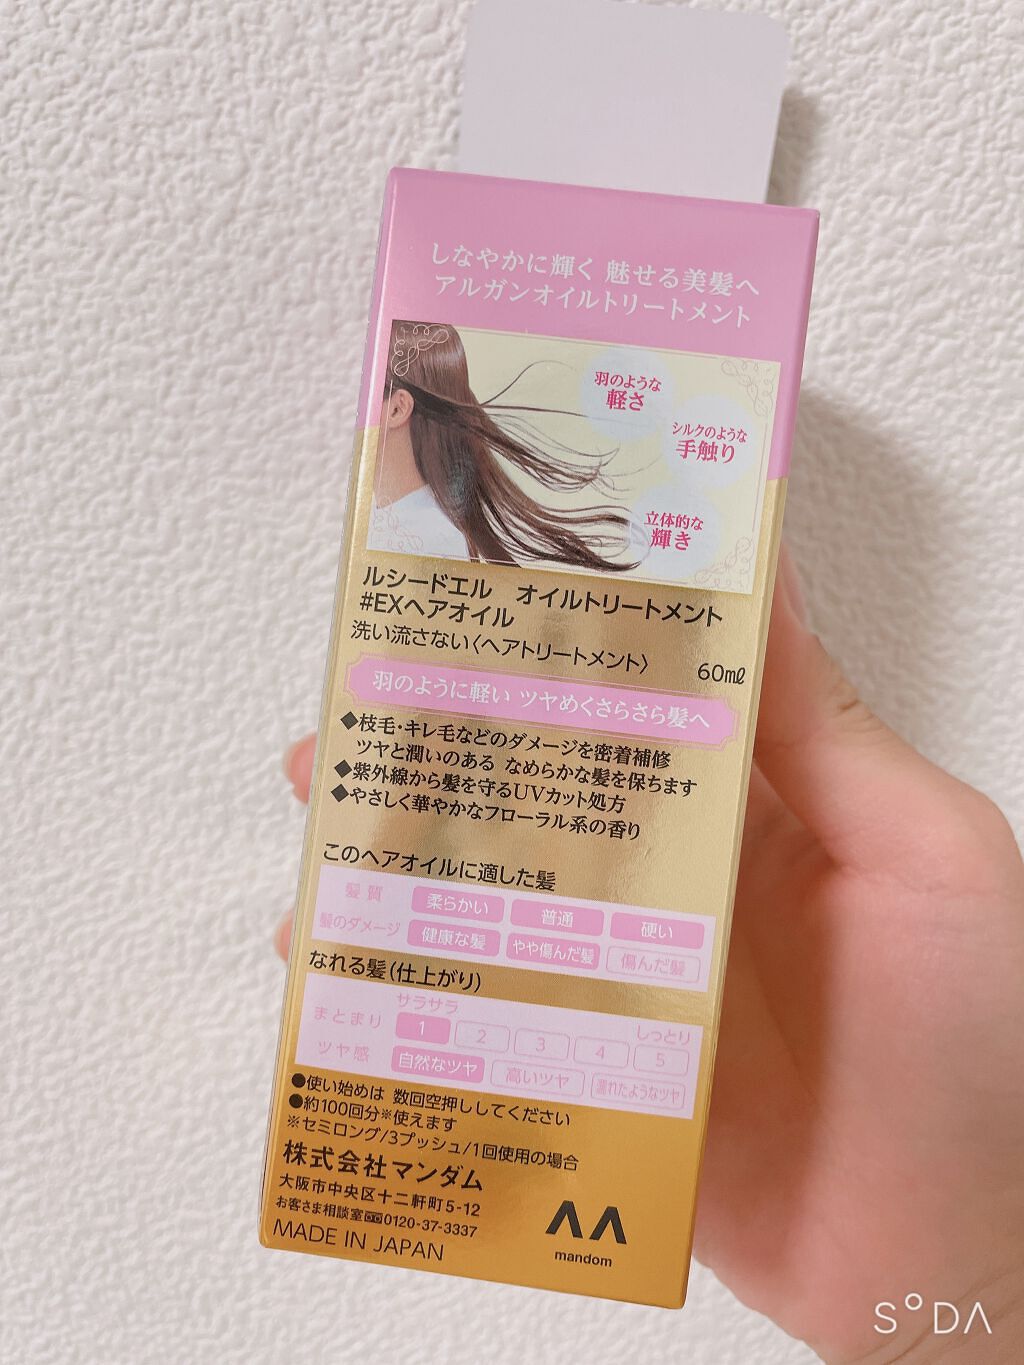 しなやかに輝く 魅せる美髪へ
アルガンオイルトリートメント
羽のような
軽さ
シルクのような
手触り
立体的な
輝き
ルシードエル オイルトリートメント
#EXヘアオイル
洗い流さない〈ヘアトリートメント〉 60mℓ
羽のように軽い ツヤめくさらさら髪へ
◆枝毛・キレ毛などのダメージを密着補修
ツヤと潤いのある なめらかな髪を保ちます
◆紫外線から髪を守るUVカット処方
◆やさしく華やかなフローラル系の香り
このヘアオイルに適した髪
髪質 柔らかい 普通 硬い
髪のダメージ 健康な髪 やや傷んだ髪 傷んだ髪
なれる髪(仕上がり)
サラサラ しっとり
まとまり 1 2 3 4 5
ツヤ感 自然なツヤ 高いツヤ 濡れたようなツヤ
●使い始めは 数回空押ししてください
●約100回分※使えます
※セミロング/3プッシュ/1回使用の場合
株式会社マンダム
大阪市中央区十二軒町5-12
お客さま相談室 0120-37-3337
MADE IN JAPAN
mandom
SODA